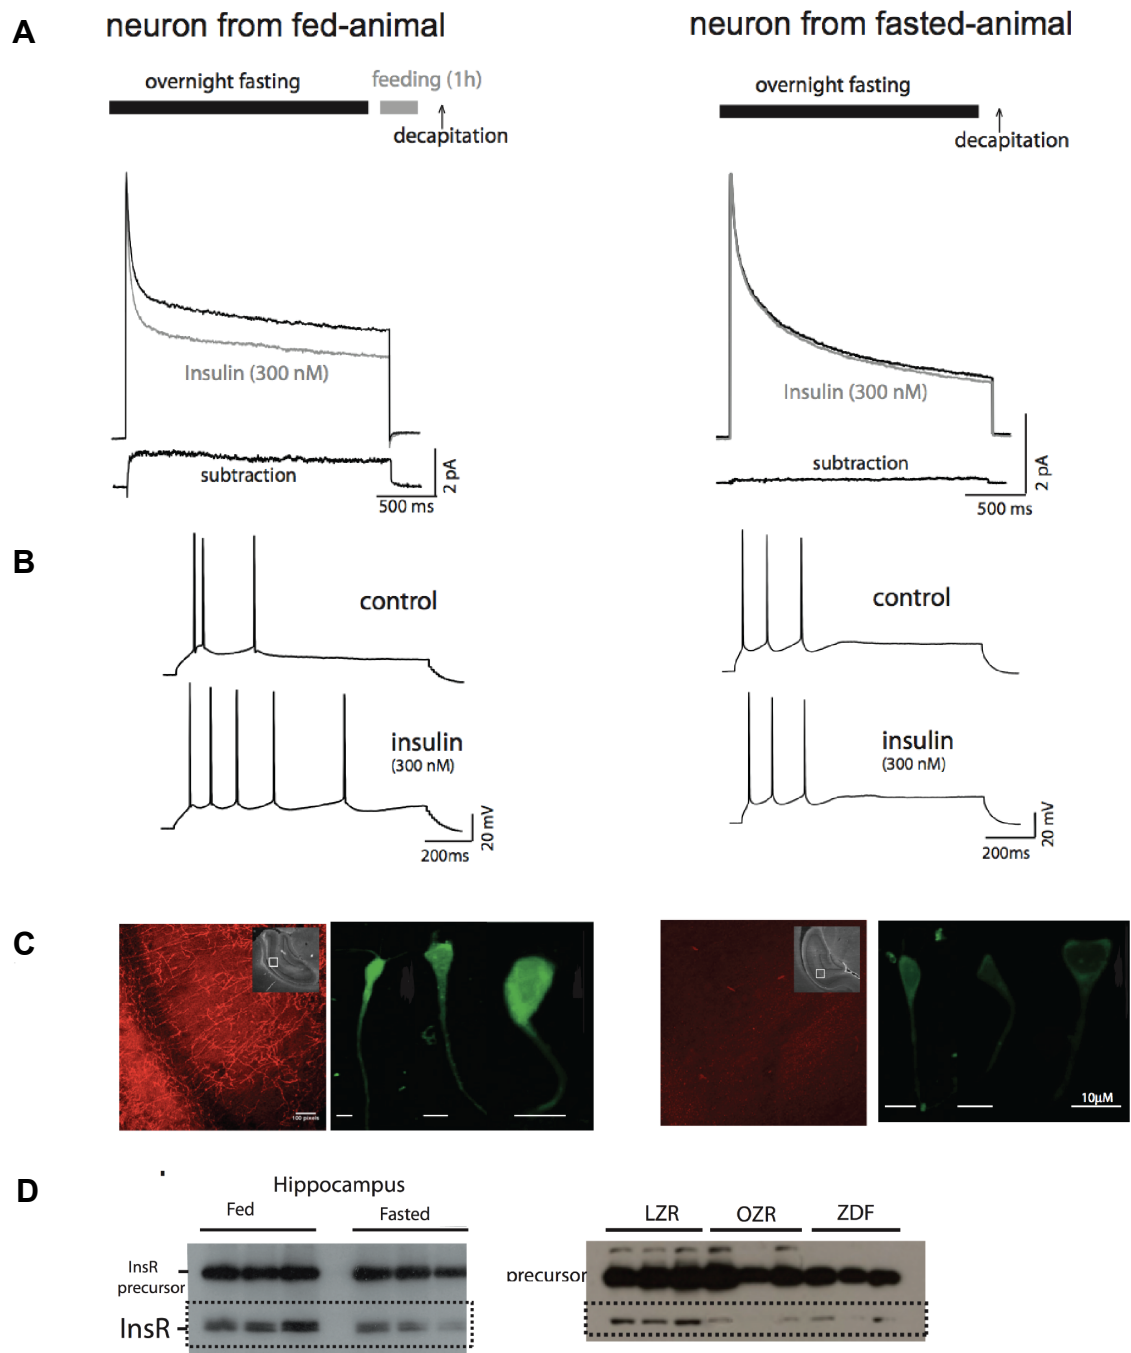 A
neuron from fed-animal
neuron from fasted-animal
overnight fasting
feeding (1h)
decapitation
overnight fasting
decapitation
Insulin (300 nM)
subtraction
2 pA
500 ms
Insulin (300 nM)
subtraction
2 pA
500 ms
B
control
insulin
(300 nM)
20 mV
200ms
control
insulin
(300 nM)
20 mV
200ms
C
100 pixels
10μM
D
Hippocampus
Fed
Fasted
InsR
precursor
InsR
LZR
OZR
ZDF
precursor